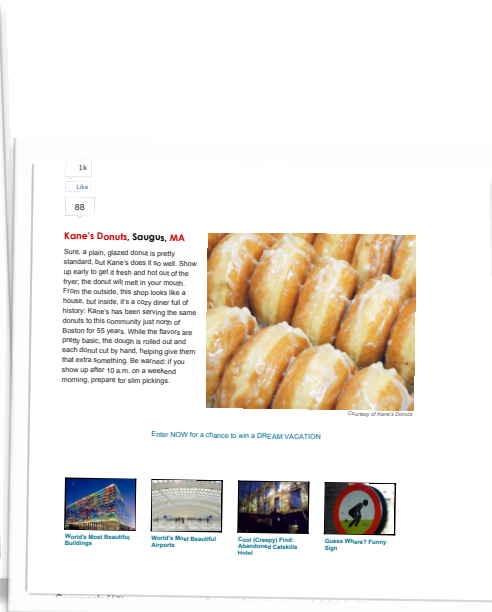 1k
Like
88
Kane's Donuts, Saugus, MA
Sure, a plain, glazed donut is pretty
standard, but Kane's does it so well. Show
up early to get it fresh and hot out of the
fryer; the donut will melt in your mouth.
From the outside, this shop looks like a
house, but inside, it's a cozy diner full of
history: Kane's has been serving the same
donuts to this community just north of
Boston for 55 years. While the flavors are
pretty basic, the dough is rolled out and
each donut cut by hand, helping give them
that extra something. Be warned: if you
show up after 10 a.m. on a weekend
morning, prepare for slim pickings.
Courtesy of Kane's Donuts
Enter NOW for a chance to win a DREAM VACATION
World's Most Beautiful
Buildings
World's Most Beautiful
Airports
Cool (Creepy) Find:
Abandoned Catskills
Hotel
Guess Where? Funny
Sign